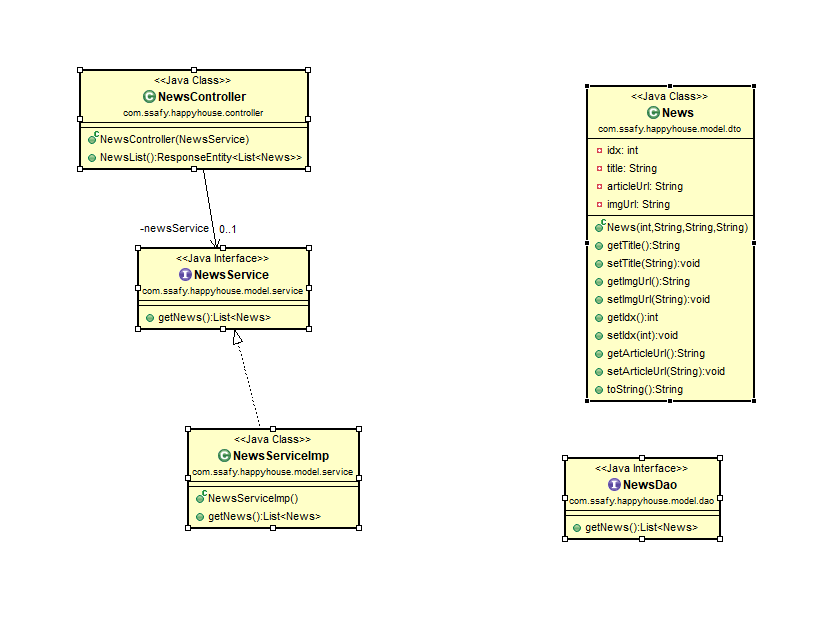 <<Java Class>>
NewsController
com.ssafy.happyhouse.controller
NewsController(NewsService)
NewsList():ResponseEntity<List<News>>
-newsService 0..1
<<Java Interface>>
NewsService
com.ssafy.happyhouse.model.service
getNews():List<News>
<<Java Class>>
NewsServiceImp
com.ssafy.happyhouse.model.service
NewsServiceImp()
getNews():List<News>
<<Java Class>>
News
com.ssafy.happyhouse.model.dto
idx: int
title: String
articleUrl: String
imgUrl: String
News(int,String,String,String)
getTitle():String
setTitle(String):void
getImgUrl():String
setImgUrl(String):void
getIdx():int
setIdx(int):void
getArticleUrl():String
setArticleUrl(String):void
toString():String
<<Java Interface>>
NewsDao
com.ssafy.happyhouse.model.dao
getNews():List<News>